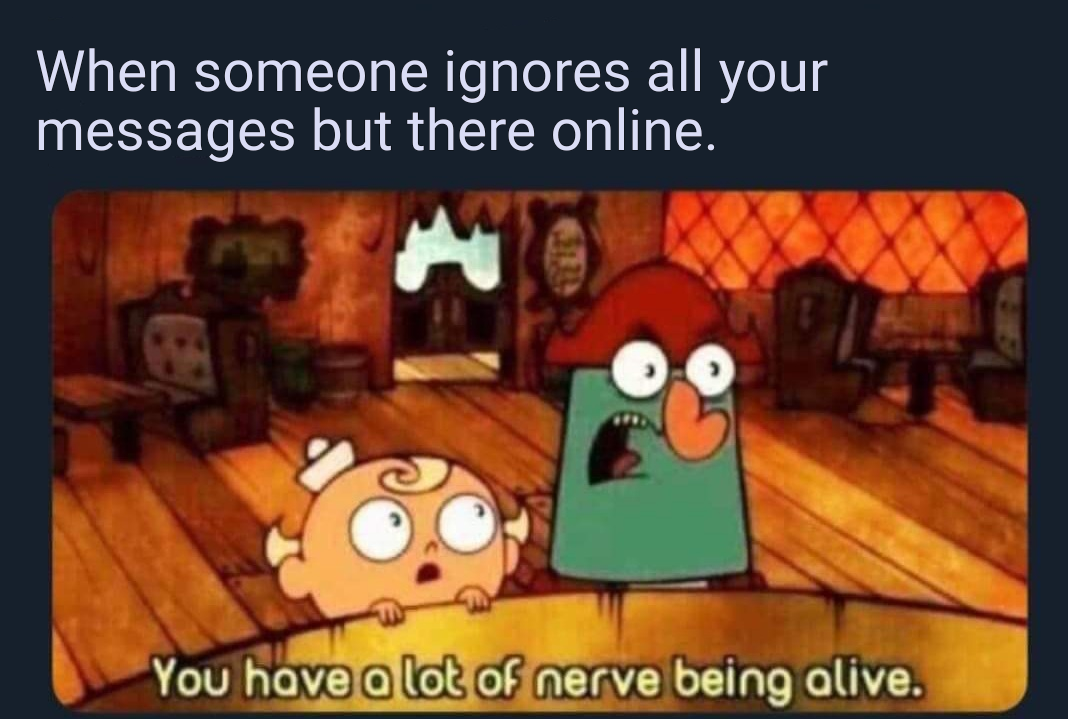 When someone ignores all your
messages but there online.
You have a lot of nerve being alive.